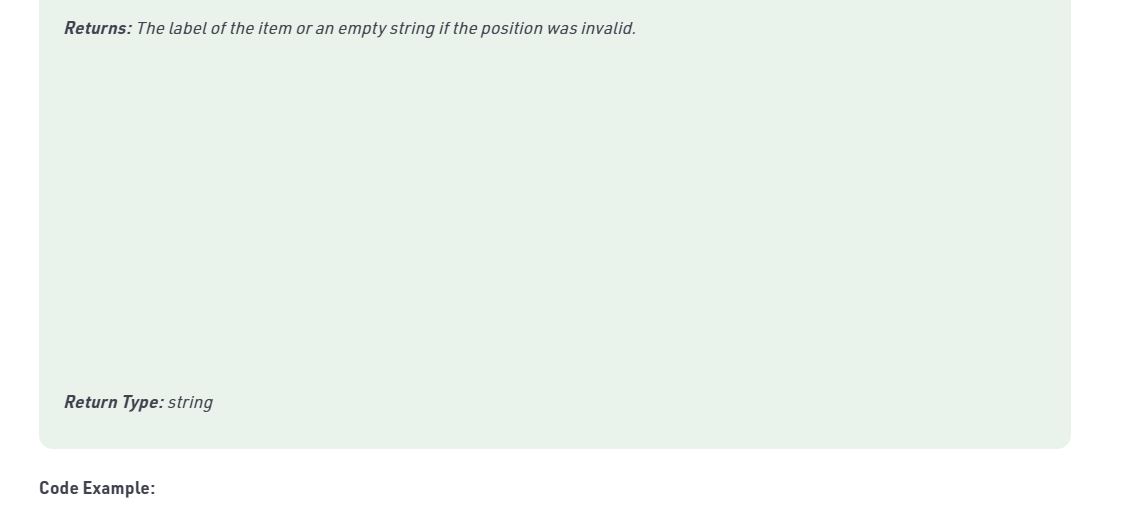 Returns: The label of the item or an empty string if the position was invalid.
Return Type: string
Code Example: